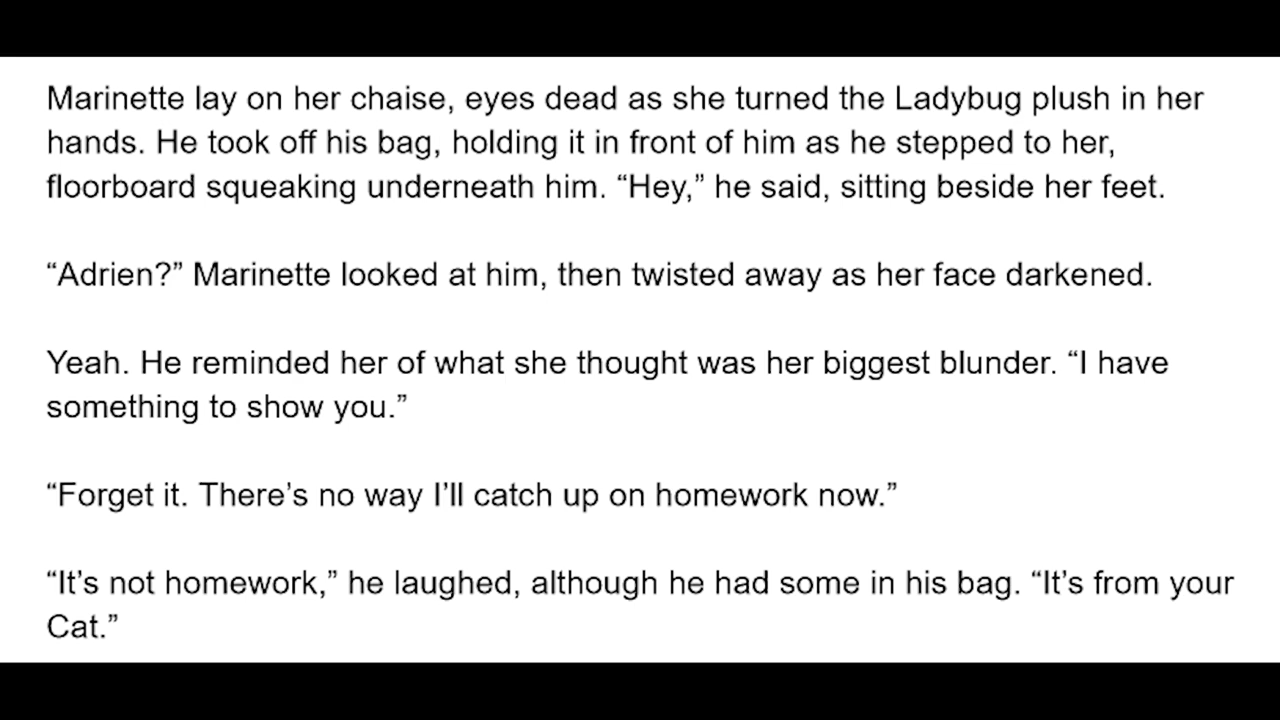 Marinette lay on her chaise, eyes dead as she turned the Ladybug plush in her
hands. He took off his bag, holding it in front of him as he stepped to her,
floorboard squeaking underneath him. “Hey,” he said, sitting beside her feet.
“Adrien?” Marinette looked at him, then twisted away as her face darkened.
Yeah. He reminded her of what she thought was her biggest blunder. “I have
something to show you.”
“Forget it. There’s no way I’ll catch up on homework now.”
“It’s not homework,” he laughed, although he had some in his bag. “It’s from your
Cat.”